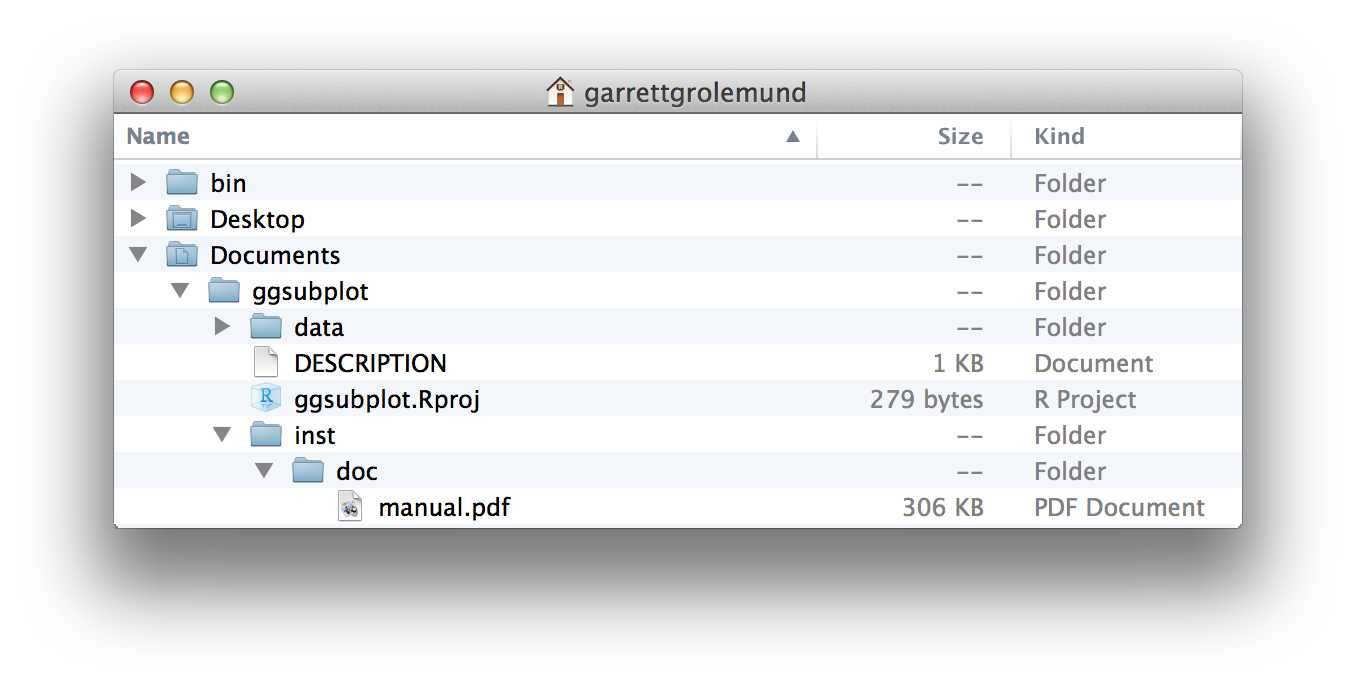 garrettgrolemund
Name Size Kind
bin -- Folder
Desktop -- Folder
Documents -- Folder
ggsubplot -- Folder
data -- Folder
DESCRIPTION 1 KB Document
ggsubplot.Rproj 279 bytes R Project
inst -- Folder
doc -- Folder
manual.pdf 306 KB PDF Document